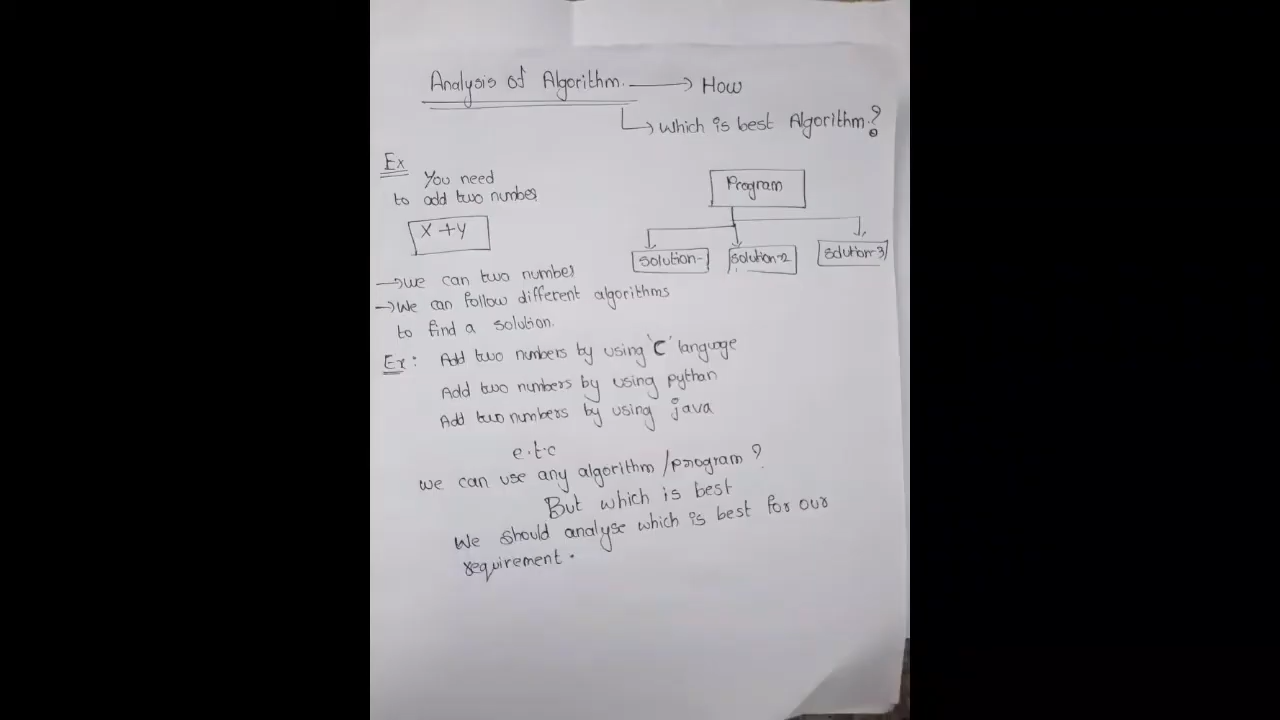 Analysis of Algorithm. → How
→ Which is best Algorithm.?
Ex
You need
to add two number
X+Y
Program
Solution-
Solution-2
Solution-3
→ We can two number
→ We can follow different algorithms
to find a solution.
Ex: Add two numbers by using 'C' language
Add two numbers by using python
Add two numbers by using java
e.t.c
We can use any algorithm/program?
But which is best
We should analyse which is best for our
requirement.